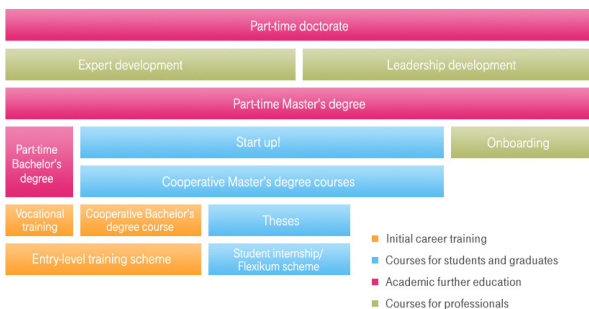 Part-time doctorate
Expert development
Leadership development
Part-time Master's degree
Part-time
Bachelor's
degree
Start up!
Onboarding
Cooperative Master's degree courses
Vocational
training
Cooperative Bachelor's
degree course
Theses
Entry-level training scheme
Student internship/
Flexikum scheme
Initial career training
Courses for students and graduates
Academic further education
Courses for professionals